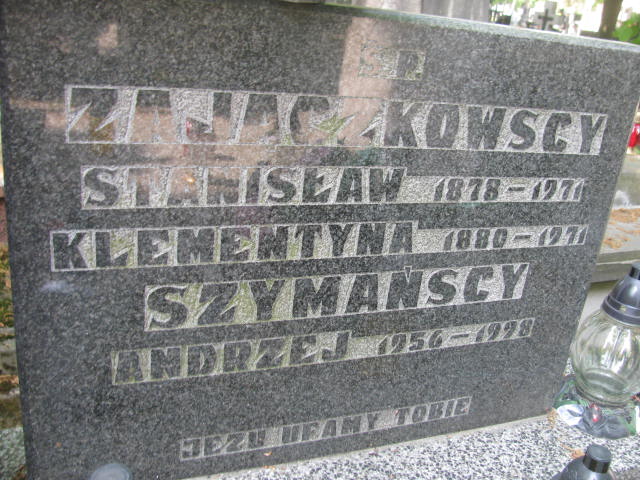 Ś.P.
ZAJĄCZKOWSCY
STANISŁAW 1878-1971
KLEMENTYNA 1880-1971
SZYMAŃSCY
ANDRZEJ 1956-1998
JEZU UFAMY TOBIE